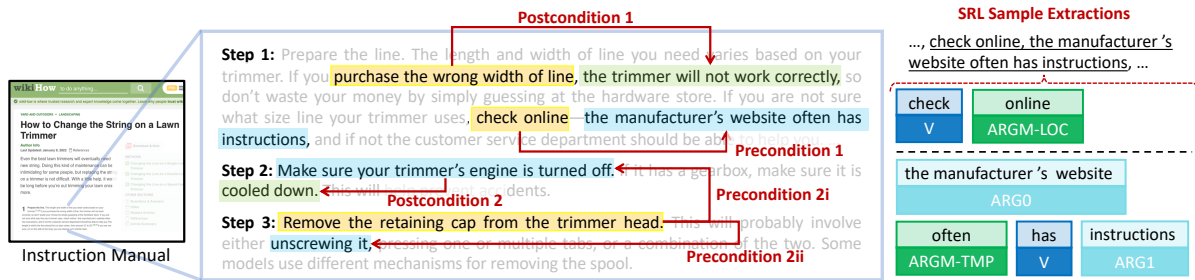 Postcondition 1
SRL Sample Extractions
Step 1: Prepare the line. The length and width of line you need varies based on your
trimmer. If you purchase the wrong width of line, the trimmer will not work correctly, so
don't waste your money by simply guessing at the hardware store. If you are not sure
what size line your trimmer uses, check online—the manufacturer's website often has
instructions, and if not the customer service department should be able to help you.
Precondition 1
Step 2: Make sure your trimmer's engine is turned off. If it has a gearbox, make sure it is
cooled down. This will help prevent accidents.
Postcondition 2
Precondition 2i
Step 3: Remove the retaining cap from the trimmer head. This will probably involve
either unscrewing it, pressing one or multiple tabs, or a combination of the two. Some
models use different mechanisms for removing the spool.
Precondition 2ii
wikiHow to do anything...
How to Change the String on a Lawn
Trimmer
Instruction Manual
..., check online, the manufacturer 's
website often has instructions, ...
check online
V ARGM-LOC
the manufacturer 's website
ARG0
often has instructions
ARGM-TMP V ARG1